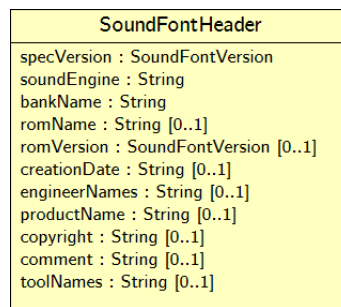 SoundFontHeader
specVersion : SoundFontVersion
soundEngine : String
bankName : String
romName : String [0..1]
romVersion : SoundFontVersion [0..1]
creationDate : String [0..1]
engineerNames : String [0..1]
productName : String [0..1]
copyright : String [0..1]
comment : String [0..1]
toolNames : String [0..1]